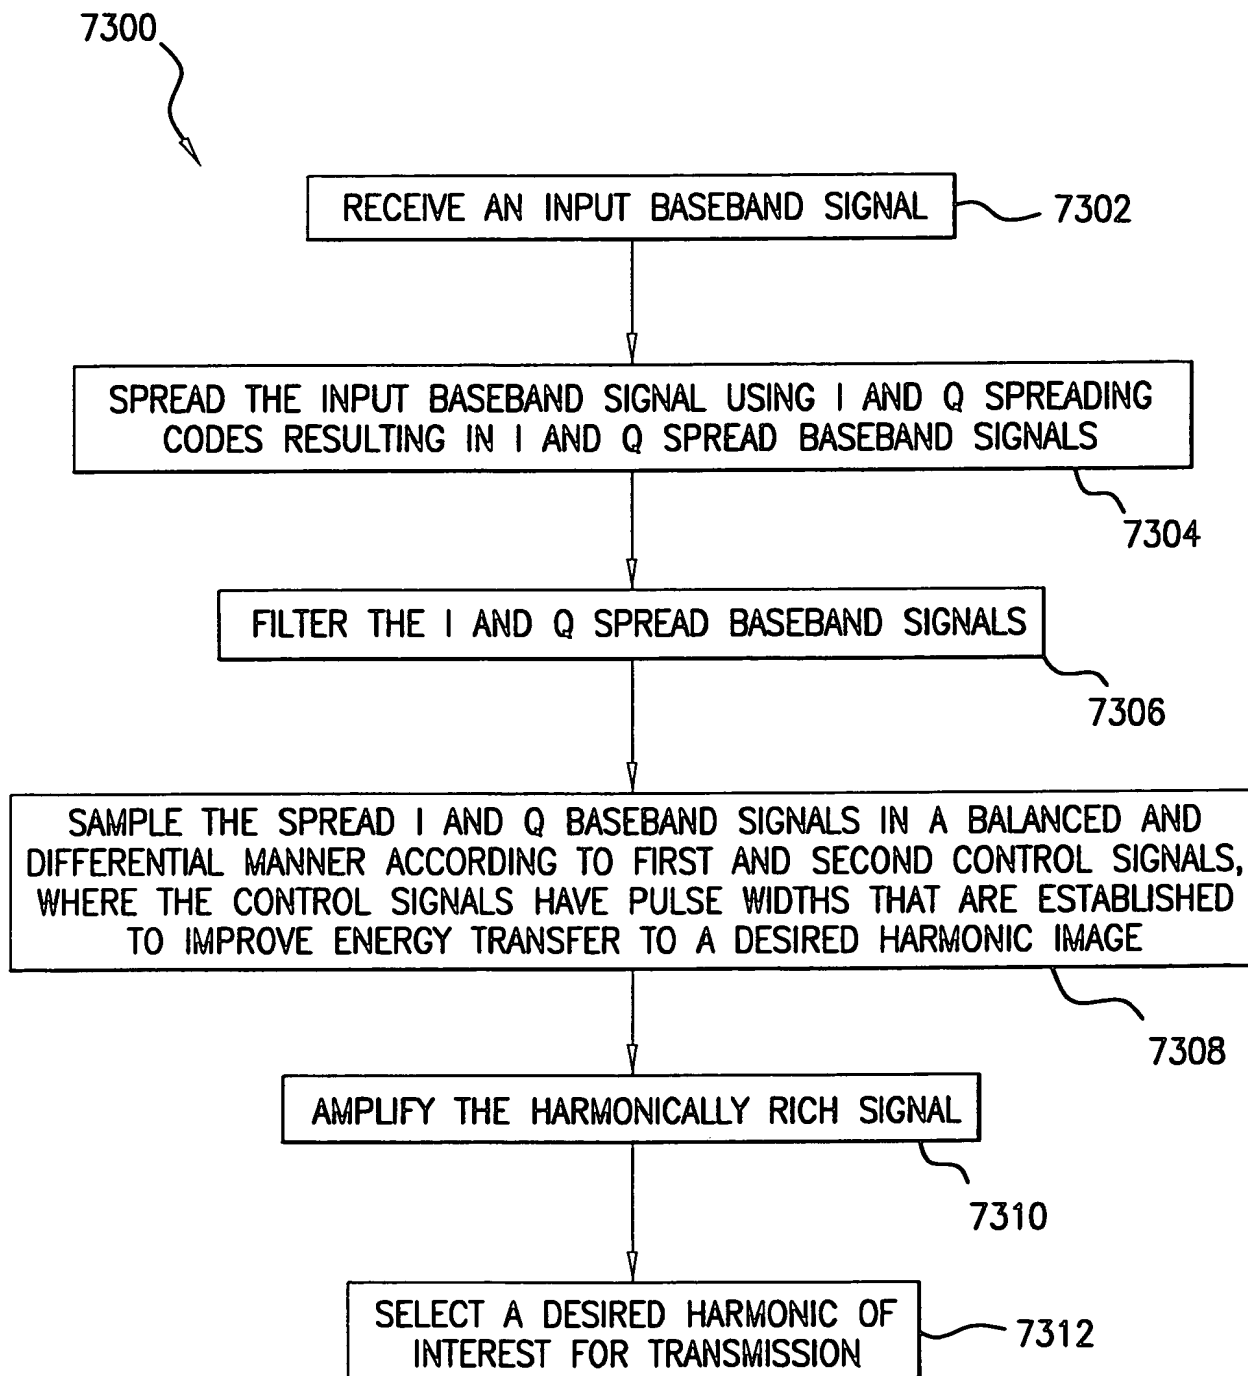 7300
RECEIVE AN INPUT BASEBAND SIGNAL
7302
SPREAD THE INPUT BASEBAND SIGNAL USING I AND Q SPREADING
CODES RESULTING IN I AND Q SPREAD BASEBAND SIGNALS
7304
FILTER THE I AND Q SPREAD BASEBAND SIGNALS
7306
SAMPLE THE SPREAD I AND Q BASEBAND SIGNALS IN A BALANCED AND
DIFFERENTIAL MANNER ACCORDING TO FIRST AND SECOND CONTROL SIGNALS,
WHERE THE CONTROL SIGNALS HAVE PULSE WIDTHS THAT ARE ESTABLISHED
TO IMPROVE ENERGY TRANSFER TO A DESIRED HARMONIC IMAGE
7308
AMPLIFY THE HARMONICALLY RICH SIGNAL
7310
SELECT A DESIRED HARMONIC OF
INTEREST FOR TRANSMISSION
7312